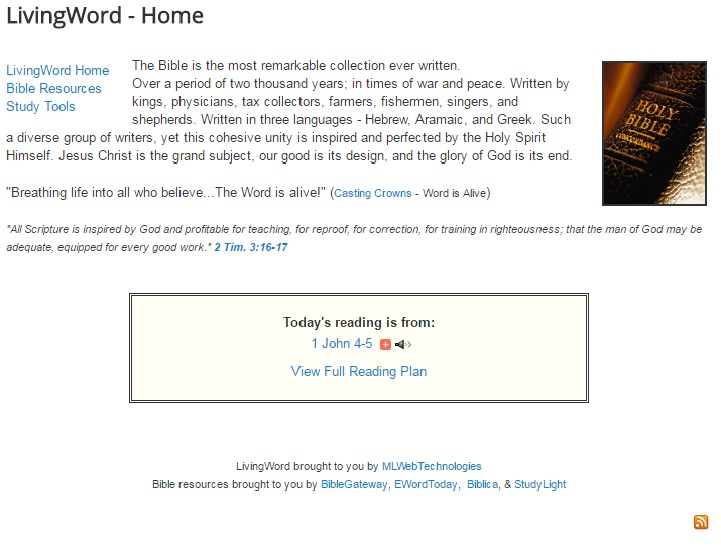 LivingWord - Home
LivingWord Home
Bible Resources
Study Tools
The Bible is the most remarkable collection ever written.
Over a period of two thousand years; in times of war and peace. Written by
kings, physicians, tax collectors, farmers, fishermen, singers, and
shepherds. Written in three languages - Hebrew, Aramaic, and Greek. Such
a diverse group of writers, yet this cohesive unity is inspired and perfected by the Holy Spirit
Himself. Jesus Christ is the grand subject, our good is its design, and the glory of God is its end.
HOLY
BIBLE
CONCORDANCE
"Breathing life into all who believe...The Word is alive!" (Casting Crowns - Word is Alive)
"All Scripture is inspired by God and profitable for teaching, for reproof, for correction, for training in righteousness; that the man of God may be
adequate, equipped for every good work." 2 Tim. 3:16-17
Today's reading is from:
1 John 4-5
View Full Reading Plan
LivingWord brought to you by MLWebTechnologies
Bible resources brought to you by BibleGateway, EWordToday, Biblica, & StudyLight